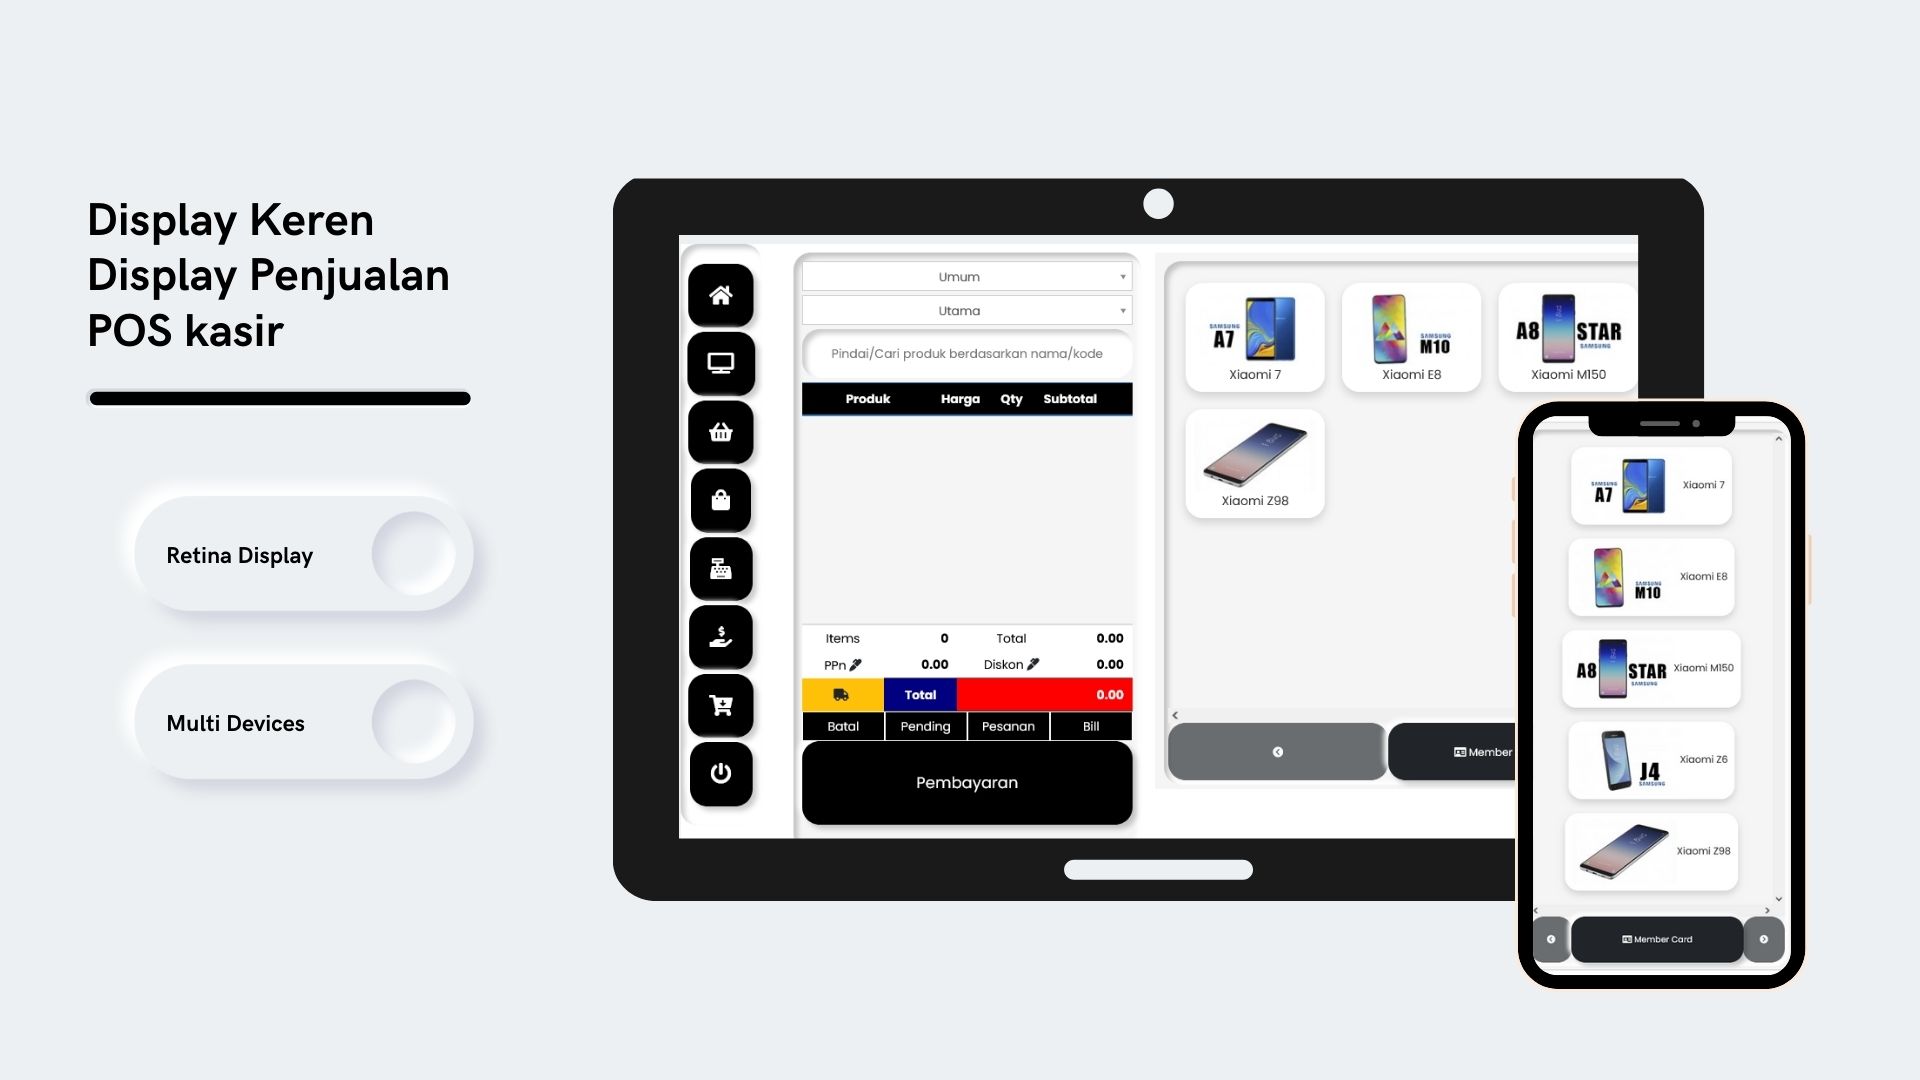 Display Keren
Display Penjualan
POS kasir
Retina Display
Multi Devices
Umum
Utama
Pindai/Cari produk berdasarkan nama/kode
Produk Harga Qty Subtotal
Items 0 Total 0.00
PPn 0.00 Diskon 0.00
Total 0.00
Batal Pending Pesanan Bill
Pembayaran
SAMSUNG
A7
Xiaomi 7
SAMSUNG
M10
Xiaomi E8
A8 STAR
SAMSUNG
Xiaomi M150
Xiaomi Z98
Member
SAMSUNG
A7
Xiaomi 7
SAMSUNG
M10
Xiaomi E8
A8 STAR
SAMSUNG
Xiaomi M150
J4
SAMSUNG
Xiaomi Z6
Xiaomi Z98
Member Card